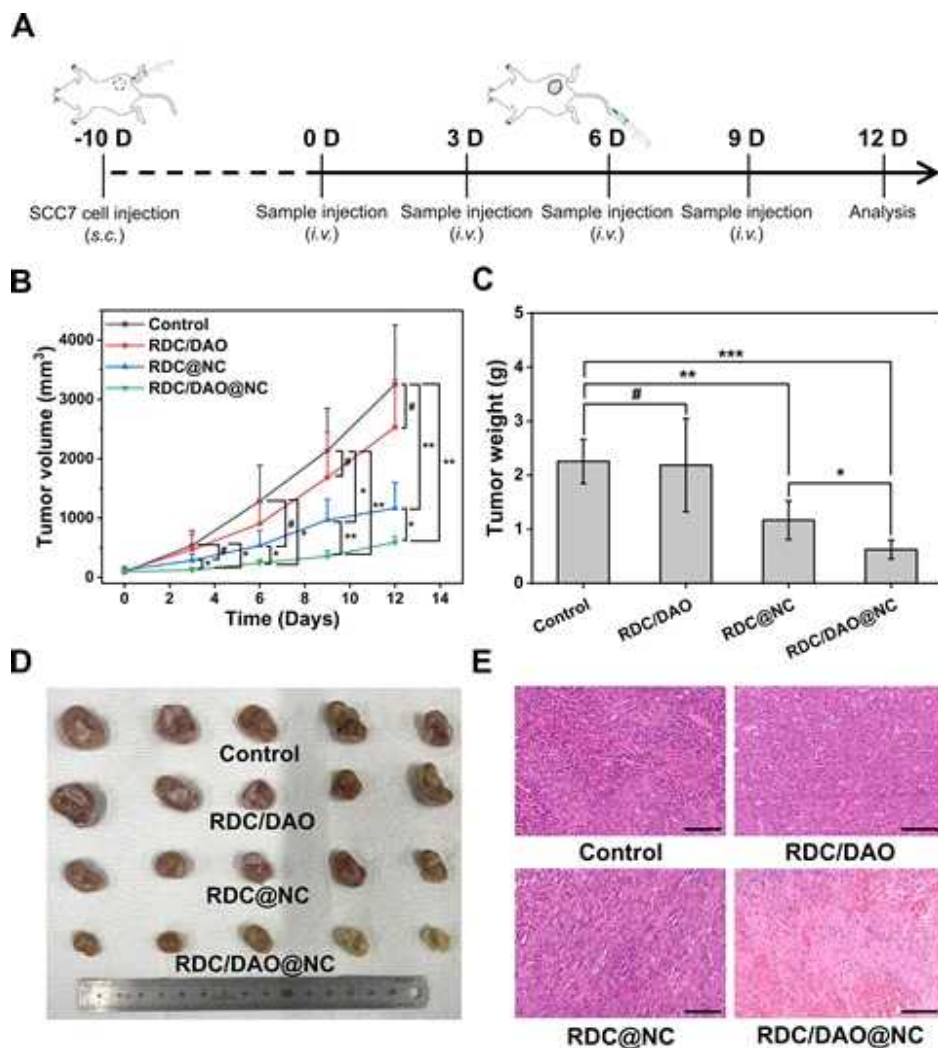 A
-10 D 0 D 3 D 6 D 9 D 12 D
SCC7 cell injection Sample injection Sample injection Sample injection Sample injection Analysis
(s.c.) (i.v.) (i.v.) (i.v.) (i.v.)
B
Tumor volume (mm³)
4000
3000
2000
1000
0
Control
RDC/DAO
RDC@NC
RDC/DAO@NC
# * * *
# * *
# * ** **
# ** ** *
0 2 4 6 8 10 12 14
Time (Days)
C
Tumor weight (g)
5
4
3
2
1
0
***
**
#
*
Control RDC/DAO RDC@NC RDC/DAO@NC
D
Control
RDC/DAO
RDC@NC
RDC/DAO@NC
E
Control RDC/DAO
RDC@NC RDC/DAO@NC